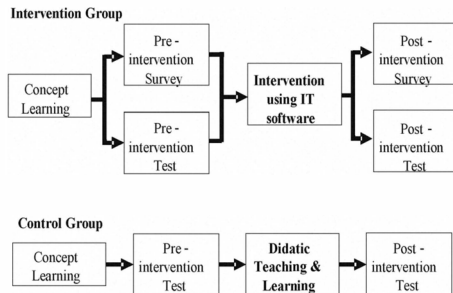 Intervention Group
Concept
Learning
Pre -
intervention
Survey
Pre -
intervention
Test
Intervention
using IT
software
Post -
intervention
Survey
Post -
intervention
Test
Control Group
Concept
Learning
Pre -
intervention
Test
Didatic
Teaching &
Learning
Post -
intervention
Test